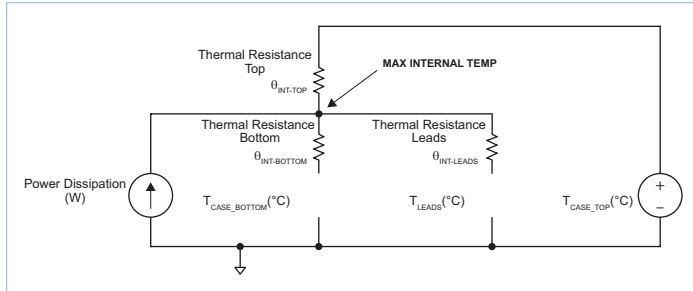 Thermal Resistance
Top
θINT-TOP
MAX INTERNAL TEMP
Thermal Resistance
Bottom
θINT-BOTTOM
Thermal Resistance
Leads
θINT-LEADS
Power Dissipation
(W)
TCASE_BOTTOM(°C)
TLEADS(°C)
TCASE_TOP(°C)
+
–